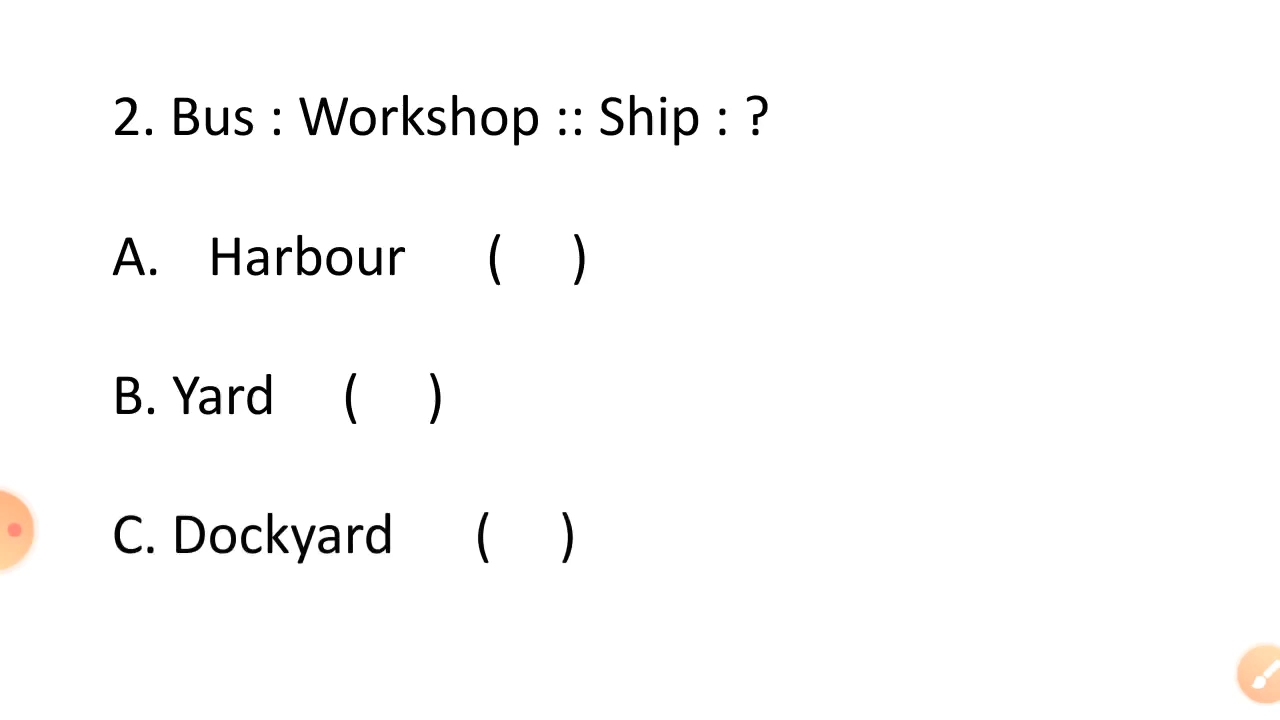 2. Bus : Workshop :: Ship : ?
A. Harbour ( )
B. Yard ( )
C. Dockyard ( )